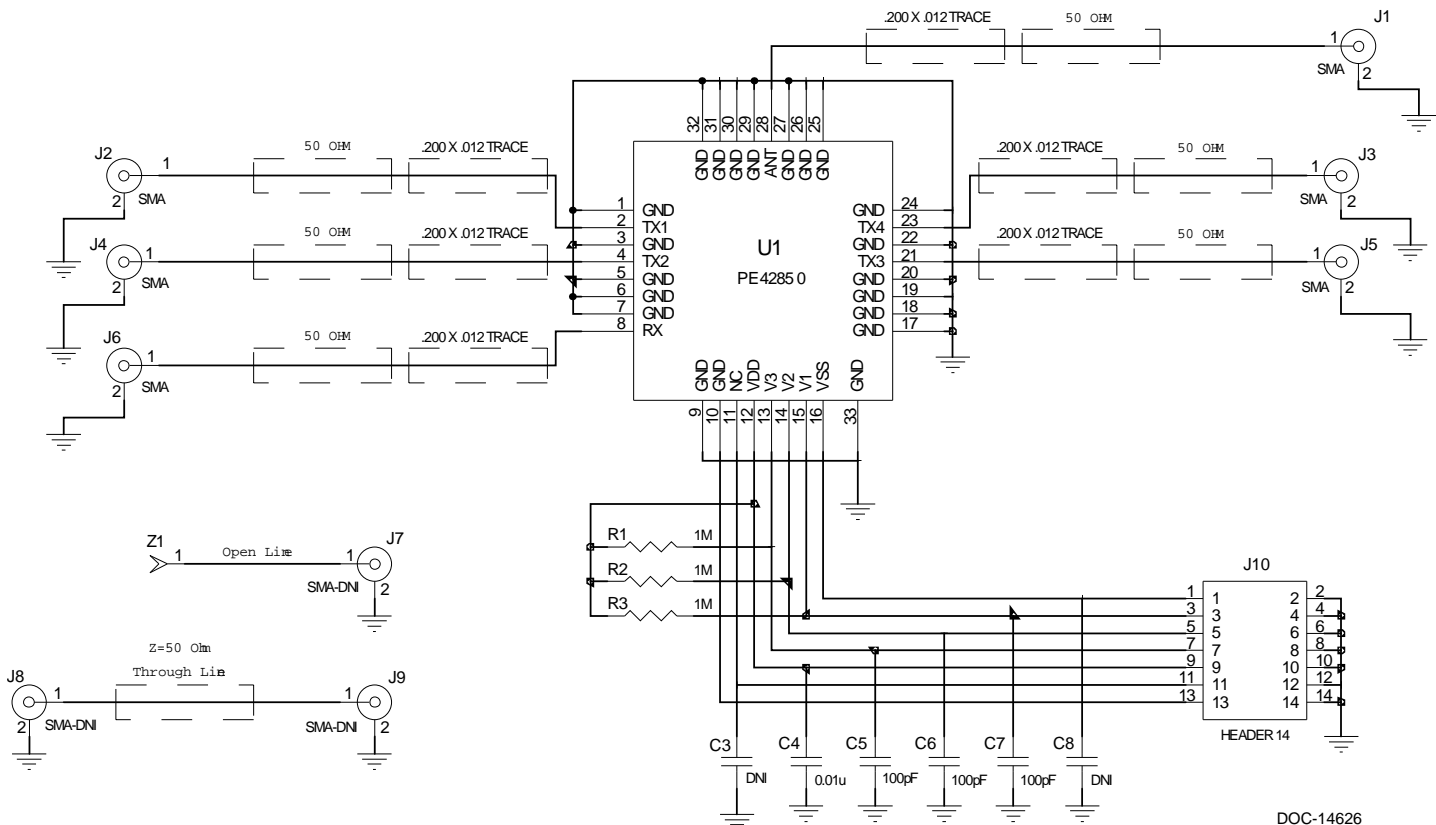 .200 X .012 TRACE
50 OHM
J1
1
SMA
2
32
31
30
29
28
27
26
25
GND
GND
GND
GND
ANT
GND
GND
GND
J2
1
2
SMA
50 OHM
.200 X .012 TRACE
J4
1
2
SMA
50 OHM
.200 X .012 TRACE
J6
1
2
SMA
50 OHM
.200 X .012 TRACE
1 GND
2 TX1
3 GND
4 TX2
5 GND
6 GND
7 GND
8 RX
U1
PE42850
GND 24
TX4 23
GND 22
TX3 21
GND 20
GND 19
GND 18
GND 17
.200 X .012 TRACE
50 OHM
J3
1
SMA
2
.200 X .012 TRACE
50 OHM
J5
1
SMA
2
GND
GND
NC
VDD
V3
V2
V1
VSS
GND
9
10
11
12
13
14
15
16
33
R1 1M
R2 1M
R3 1M
Z1
1
Open Line
1
J7
SMA-DNI
2
Z=50 Ohm
Through Line
J8
1
2
SMA-DNI
J9
1
SMA-DNI
2
J10
1 1 2 2
3 3 4 4
5 5 6 6
7 7 8 8
9 9 10 10
11 11 12 12
13 13 14 14
HEADER 14
C3
DNI
C4
0.01u
C5
100pF
C6
100pF
C7
100pF
C8
DNI
DOC-14626